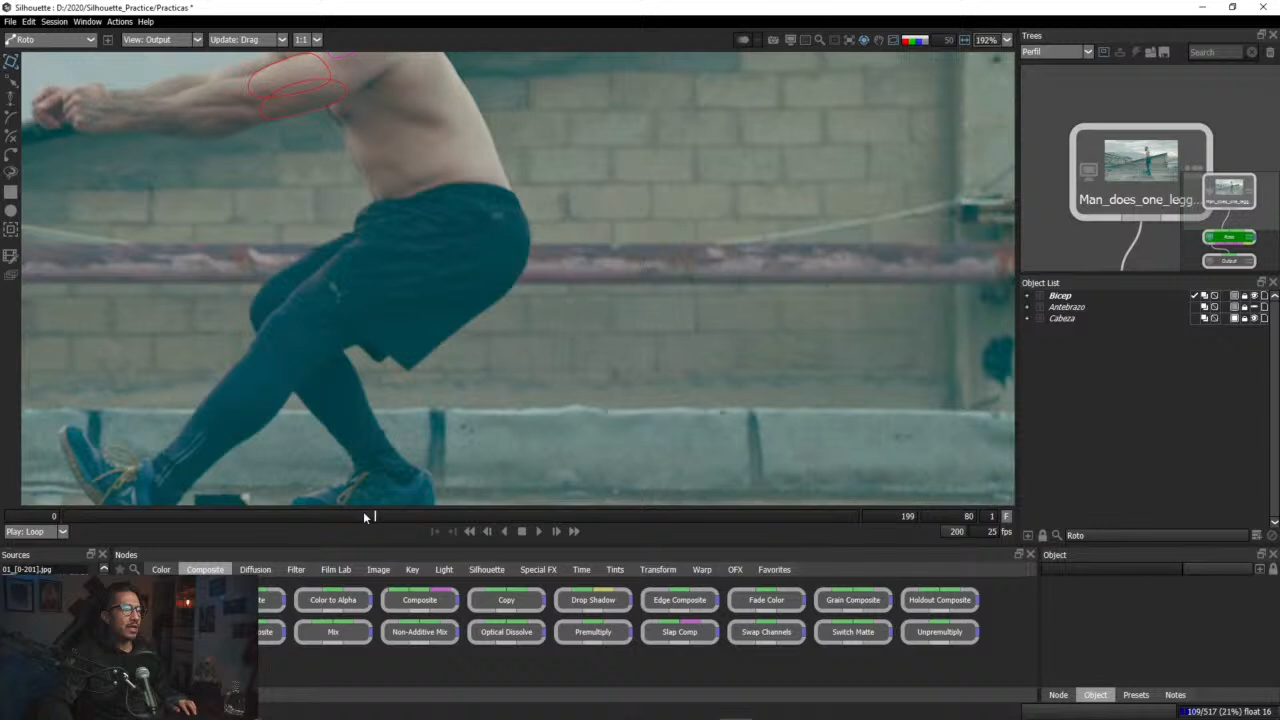 Silhouette : D:/2020/Silhouette_Practice/Practicas *
File Edit Session Window Actions Help
Roto View: Output Update: Drag 1:1 50 192%
Trees
Perfil Search
Man_does_one_legg...
Roto
Output
Object List
Bicep
Antebrazo
Cabeza
0 199 80 1 F
Play: Loop 200 25 fps
Roto
Sources Nodes Object
01_[0-201].jpg Color Composite Diffusion Filter Film Lab Image Key Light Silhouette Special FX Time Tints Transform Warp OFX Favorites
Color to Alpha Composite Copy Drop Shadow Edge Composite Fade Color Grain Composite Holdout Composite
Mix Non-Additive Mix Optical Dissolve Premultiply Slap Comp Swap Channels Switch Matte Unpremultiply
Node Object Presets Notes
109/517 (21%) float 16